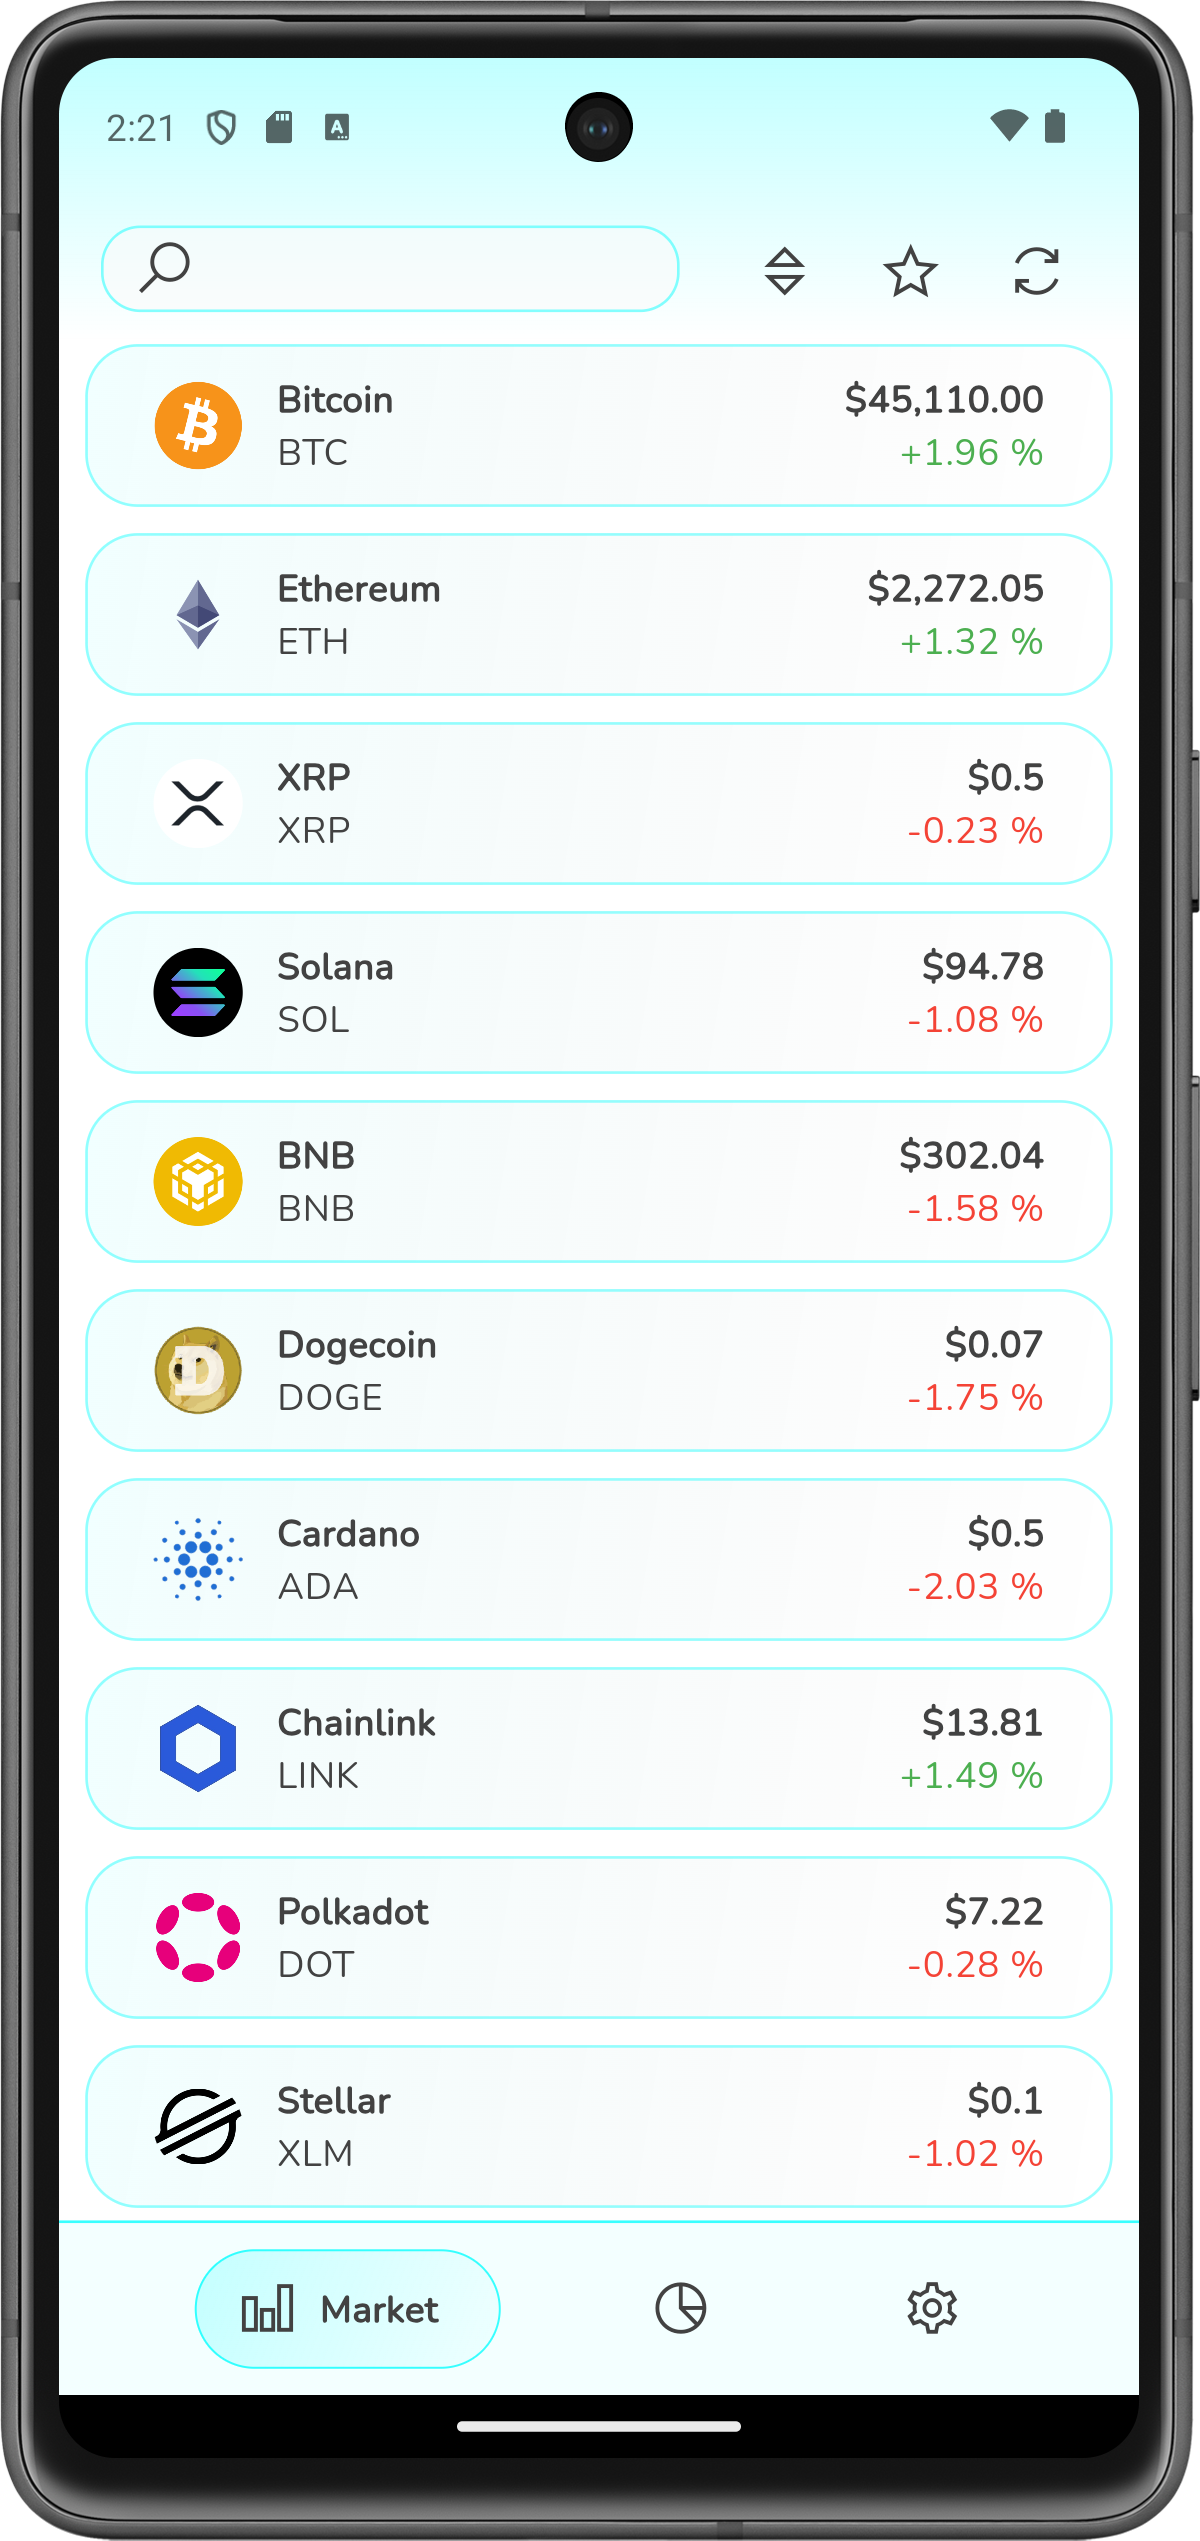 2:21
Bitcoin $45,110.00
BTC +1.96 %
Ethereum $2,272.05
ETH +1.32 %
XRP $0.5
XRP -0.23 %
Solana $94.78
SOL -1.08 %
BNB $302.04
BNB -1.58 %
Dogecoin $0.07
DOGE -1.75 %
Cardano $0.5
ADA -2.03 %
Chainlink $13.81
LINK +1.49 %
Polkadot $7.22
DOT -0.28 %
Stellar $0.1
XLM -1.02 %
Market